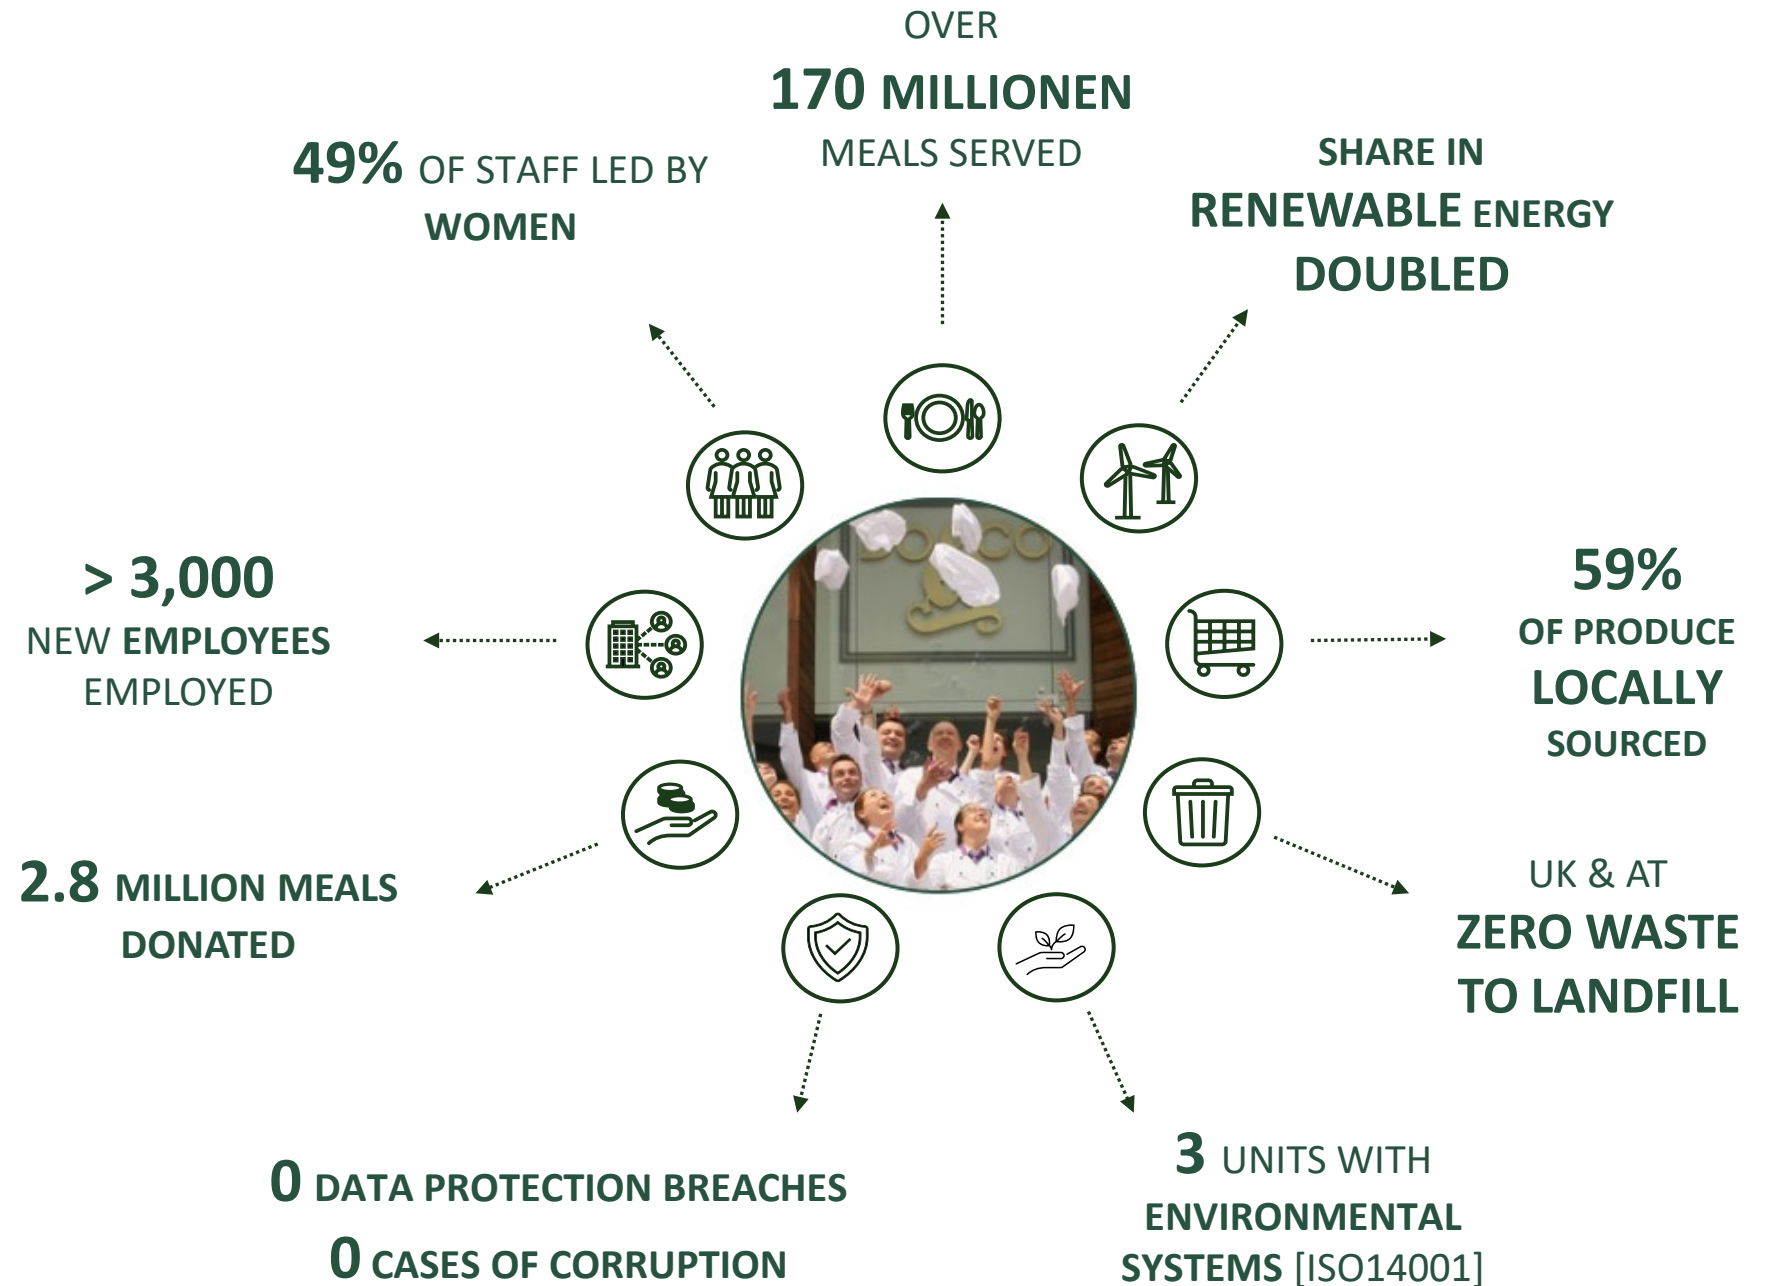 OVER
170 MILLIONEN
MEALS SERVED
49% OF STAFF LED BY
WOMEN
SHARE IN
RENEWABLE ENERGY
DOUBLED
> 3,000
NEW EMPLOYEES
EMPLOYED
59%
OF PRODUCE
LOCALLY
SOURCED
2.8 MILLION MEALS
DONATED
UK & AT
ZERO WASTE
TO LANDFILL
0 DATA PROTECTION BREACHES
0 CASES OF CORRUPTION
3 UNITS WITH
ENVIRONMENTAL
SYSTEMS [ISO14001]